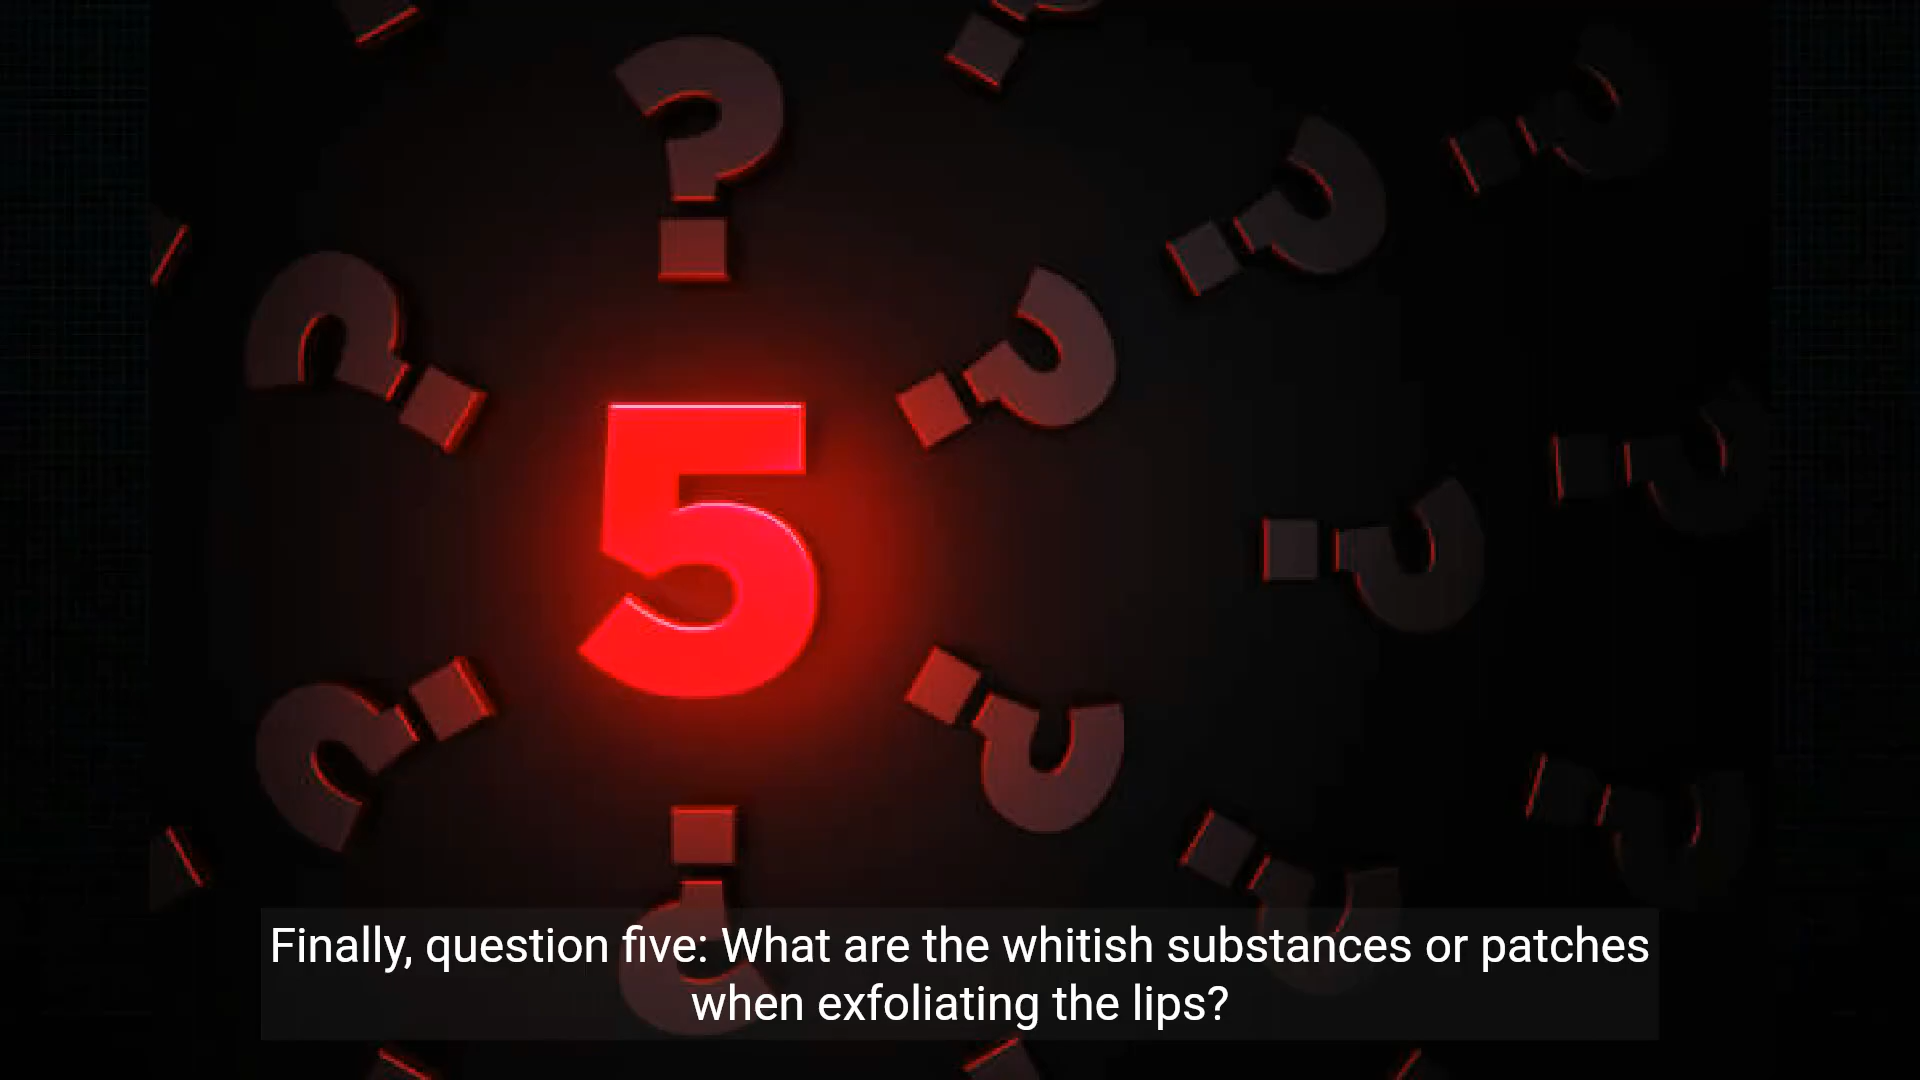 5
Finally, question five: What are the whitish substances or patches
when exfoliating the lips?